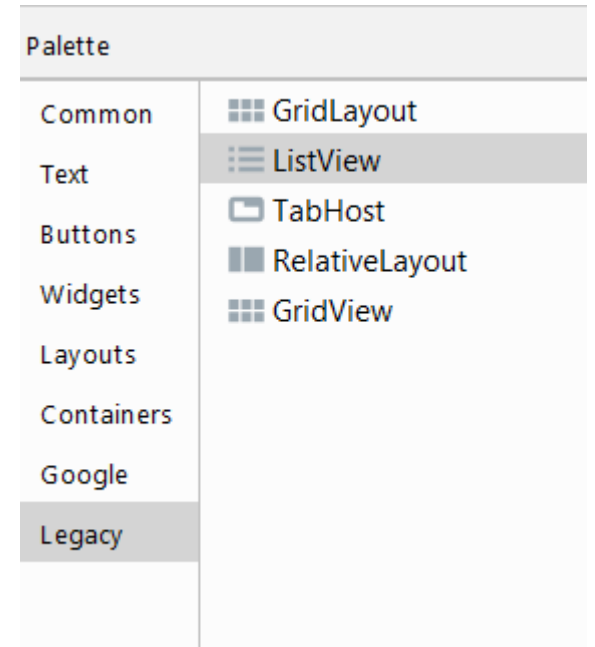 Palette
Common
Text
Buttons
Widgets
Layouts
Containers
Google
Legacy
GridLayout
ListView
TabHost
RelativeLayout
GridView